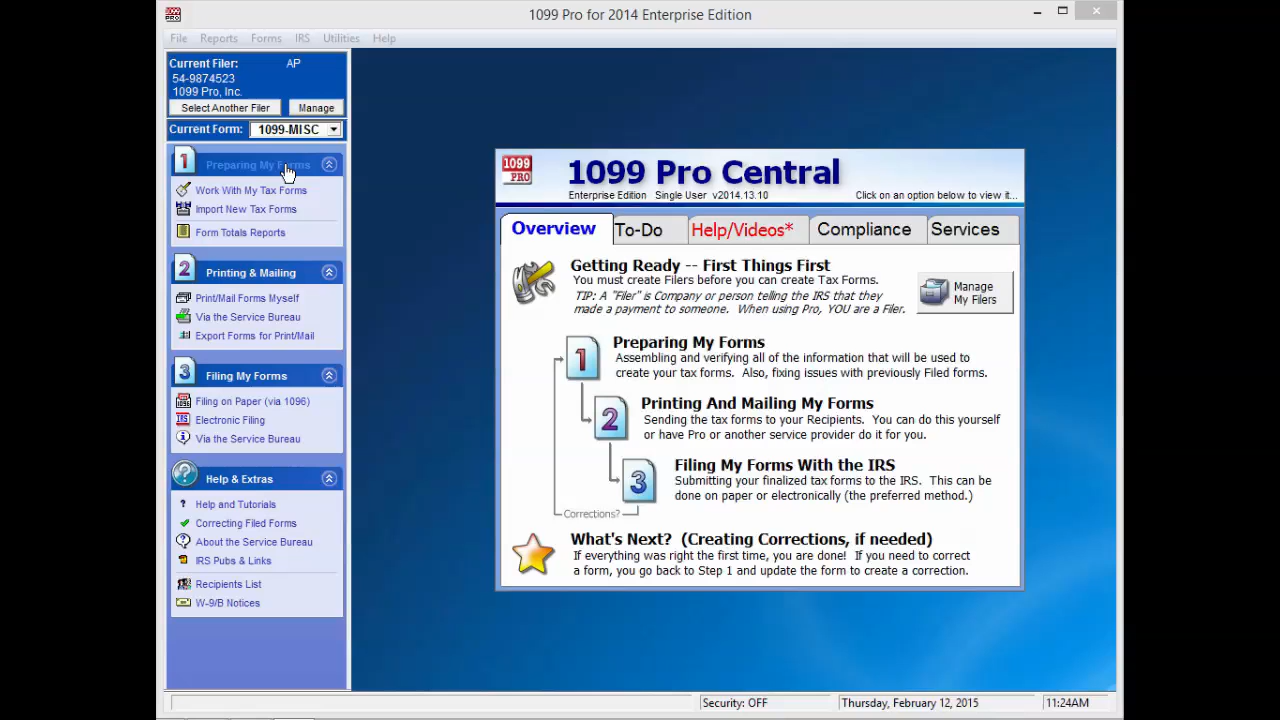 1099 Pro for 2014 Enterprise Edition
File Reports Forms IRS Utilities Help
Current Filer: AP
54-9874523
1099 Pro, Inc.
Select Another Filer Manage
Current Form: 1099-MISC
1 Preparing My Forms
Work With My Tax Forms
Import New Tax Forms
Form Totals Reports
2 Printing & Mailing
Print/Mail Forms Myself
Via the Service Bureau
Export Forms for Print/Mail
3 Filing My Forms
Filing on Paper (via 1096)
Electronic Filing
Via the Service Bureau
Help & Extras
Help and Tutorials
Correcting Filed Forms
About the Service Bureau
IRS Pubs & Links
Recipients List
W-9/B Notices
1099 PRO
1099 Pro Central
Enterprise Edition Single User v2014.13.10 Click on an option below to view it...
Overview To-Do Help/Videos* Compliance Services
Getting Ready -- First Things First
You must create Filers before you can create Tax Forms.
TIP: A "Filer" is Company or person telling the IRS that they
made a payment to someone. When using Pro, YOU are a Filer.
Manage
My Filers
1 Preparing My Forms
Assembling and verifying all of the information that will be used to
create your tax forms. Also, fixing issues with previously Filed forms.
2 Printing And Mailing My Forms
Sending the tax forms to your Recipients. You can do this yourself
or have Pro or another service provider do it for you.
3 Filing My Forms With the IRS
Submitting your finalized tax forms to the IRS. This can be
done on paper or electronically (the preferred method.)
Corrections?
What's Next? (Creating Corrections, if needed)
If everything was right the first time, you are done! If you need to correct
a form, you go back to Step 1 and update the form to create a correction.
Security: OFF Thursday, February 12, 2015 11:24AM